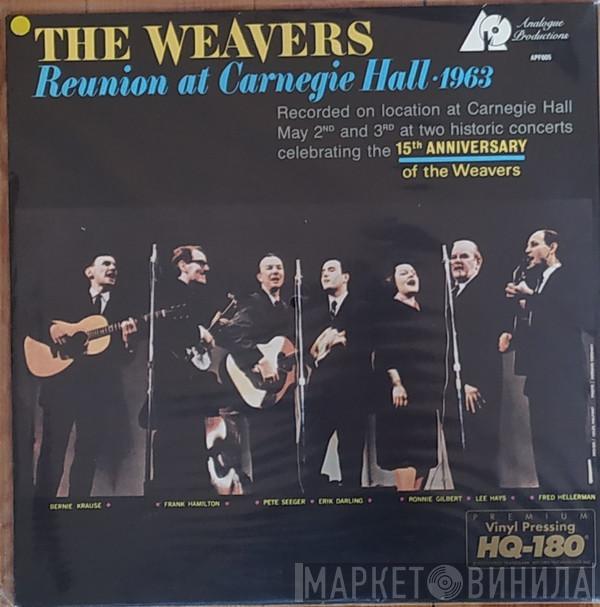 THE WEAVERS
Reunion at Carnegie Hall·1963
Analogue
Productions
APF005
Recorded on location at Carnegie Hall
May 2ND and 3RD at two historic concerts
celebrating the 15th ANNIVERSARY
of the Weavers
BERNIE KRAUSE
FRANK HAMILTON
PETE SEEGER
ERIK DARLING
RONNIE GILBERT
LEE HAYS
FRED HELLERMAN
PREMIUM
Vinyl Pressing
HQ-180
МАРКЕТ ВИНИЛА